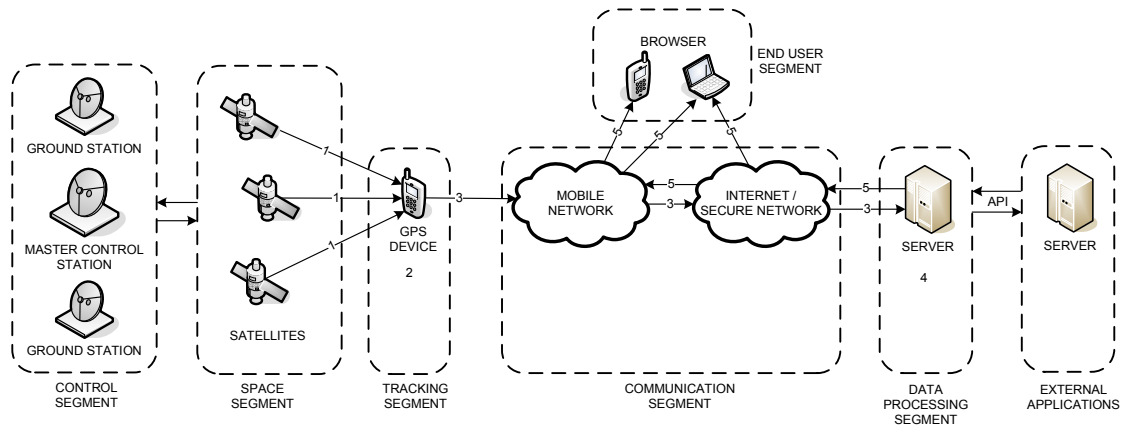 BROWSER
END USER
SEGMENT
GROUND STATION
MASTER CONTROL
STATION
GROUND STATION
CONTROL
SEGMENT
SATELLITES
SPACE
SEGMENT
1
1
1
GPS
DEVICE
2
TRACKING
SEGMENT
3
MOBILE
NETWORK
5
5
5
5
3
INTERNET /
SECURE NETWORK
COMMUNICATION
SEGMENT
5
3
SERVER
4
DATA
PROCESSING
SEGMENT
API
SERVER
EXTERNAL
APPLICATIONS